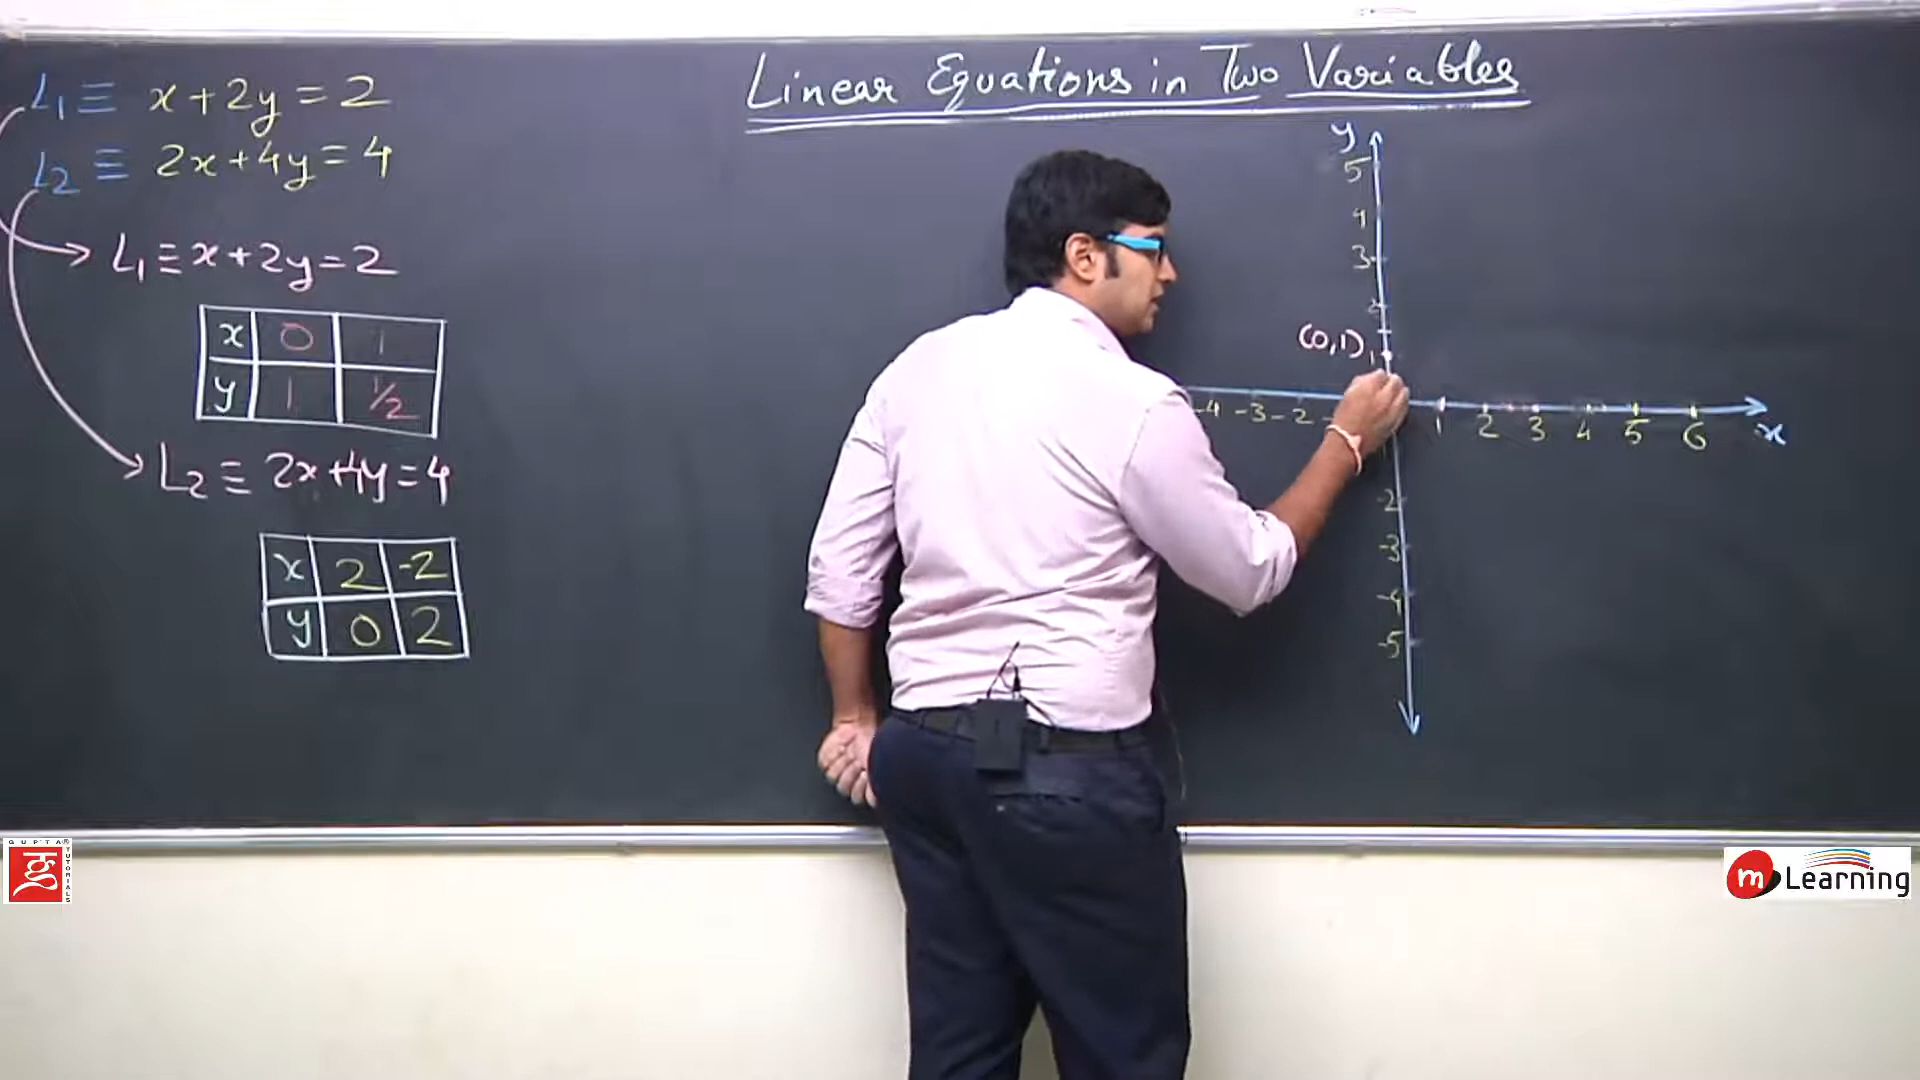 Linear Equations in Two Variables
L1 ≡ x + 2y = 2
L2 ≡ 2x + 4y = 4
L1 ≡ x + 2y = 2
x 0 1
y 1 1/2
L2 ≡ 2x + 4y = 4
x 2 -2
y 0 2
y
5
4
3
2
(0,1) 1
-4 -3 -2 1 2 3 4 5 6 x
-2
-3
-4
-5
GUPTA TUTORIALS
m Learning